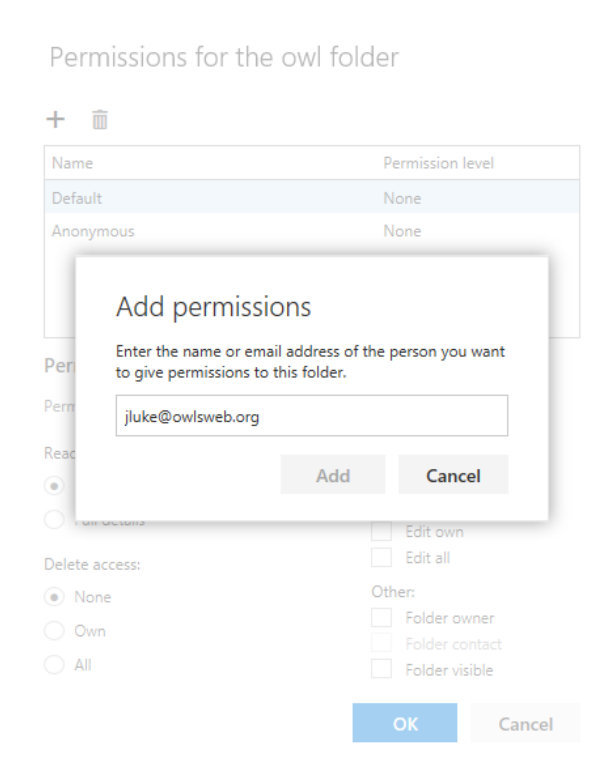 Permissions for the owl folder
Name Permission level
Default None
Anonymous None
Add permissions
Enter the name or email address of the person you want
to give permissions to this folder.
jluke@owlsweb.org
Add Cancel
Edit own
Delete access: Edit all
None Other:
Folder owner
Own Folder contact
All Folder visible
OK Cancel